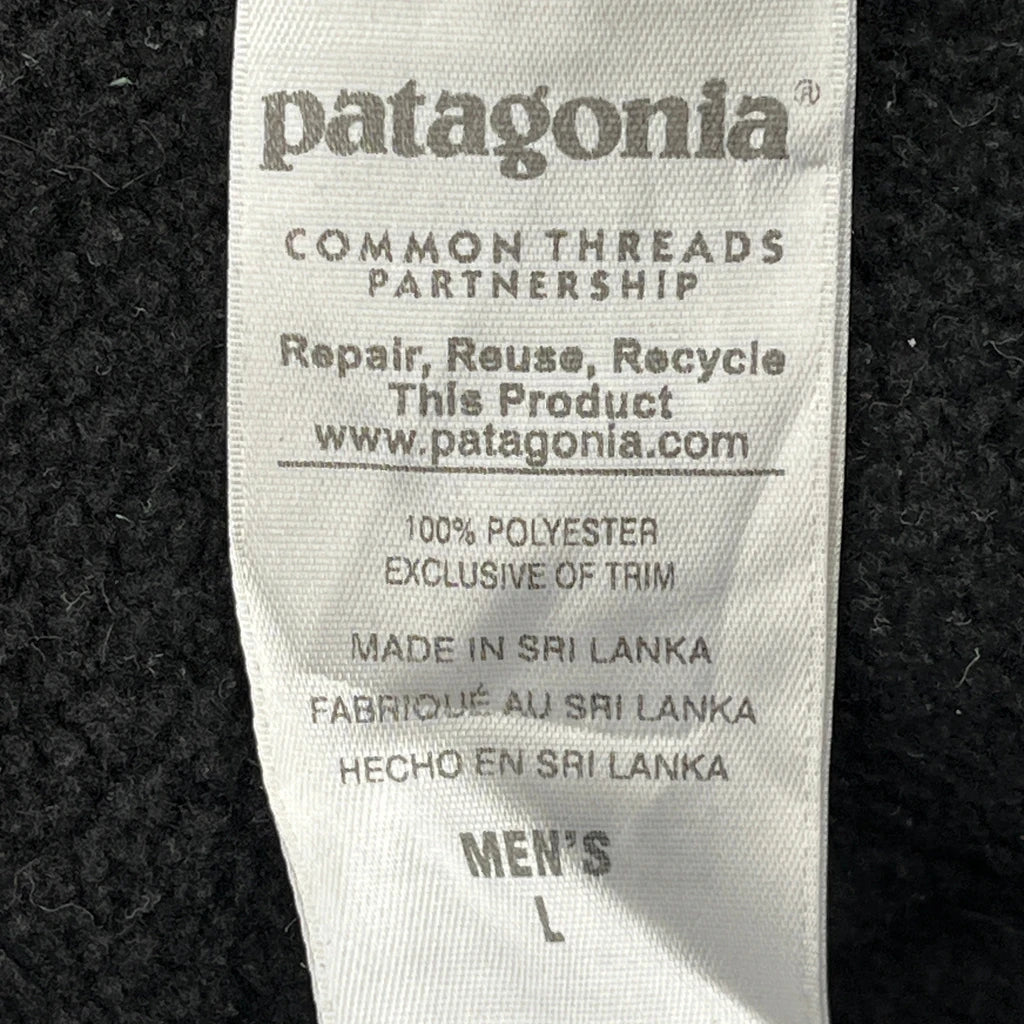 patagonia®
COMMON THREADS
PARTNERSHIP
Repair, Reuse, Recycle
This Product
www.patagonia.com
100% POLYESTER
EXCLUSIVE OF TRIM
MADE IN SRI LANKA
FABRIQUÉ AU SRI LANKA
HECHO EN SRI LANKA
MEN'S
L